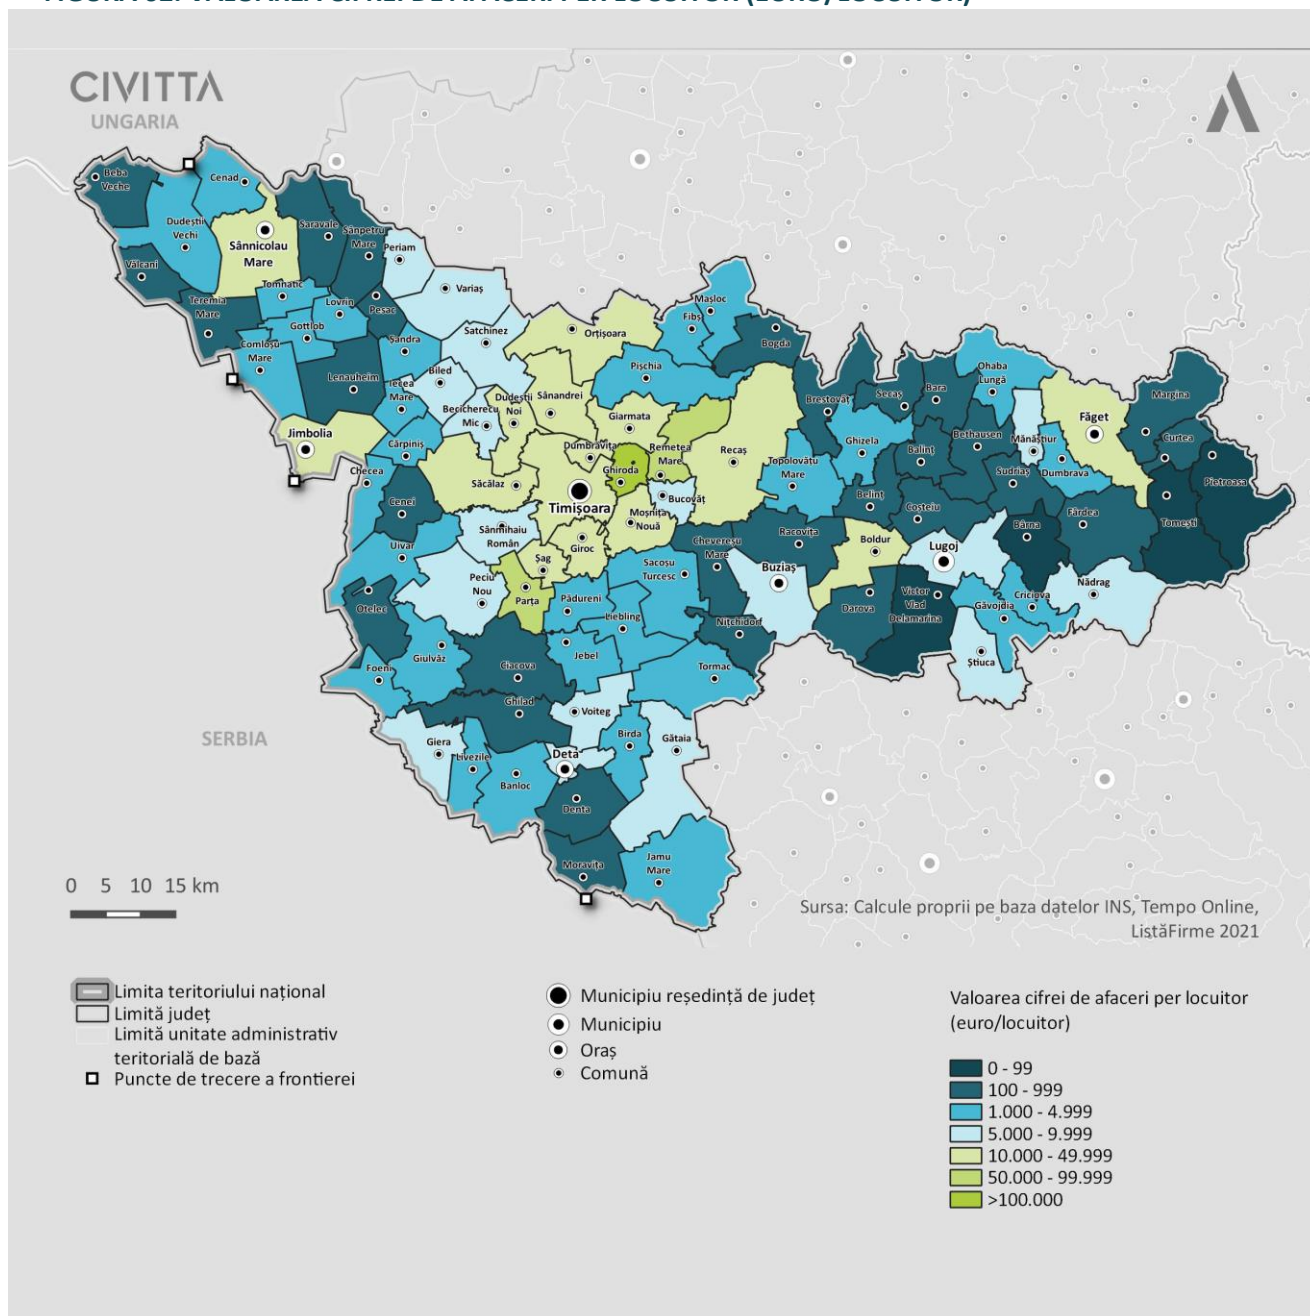 CIVITTA
UNGARIA
Beba
Veche
Cenad
Dudeștii
Vechi
Sânnicolau
Mare
Saravale
Sânpetru
Mare
Periam
Vălcani
Variaș
Teremia
Mare
Tomnatic
Lovrin
Pesac
Gottlob
Comloșu
Mare
Șandra
Satchinez
Orțișoara
Mașloc
Fibiș
Bogda
Pișchia
Lenauheim
Biled
Iecea
Mare
Becicherecu
Mic
Dudeștii
Noi
Sânandrei
Giarmata
Brestovăț
Secaș
Bara
Ohaba
Lungă
Margina
Făget
Jimbolia
Cărpiniș
Dumbrăvița
Remetea
Mare
Recaș
Ghizela
Bethausen
Mănăștiur
Curtea
Checea
Ghiroda
Topolovățu
Mare
Balinț
Dumbrava
Pietroasa
Săcălaz
Bucovăț
Sudriaș
Cenei
Timișoara
Moșnița
Nouă
Belinț
Coșteiu
Bârna
Fârdea
Tomești
Sânmihaiu
Român
Giroc
Chevereșu
Mare
Racovița
Boldur
Lugoj
Uivar
Șag
Sacoșu
Turcesc
Buziaș
Nădrag
Peciu
Nou
Parța
Pădureni
Victor
Vlad
Delamarina
Criciova
Găvojdia
Otelec
Liebling
Nițchidorf
Darova
Giulvăz
Jebel
Știuca
Foeni
Ciacova
Tormac
Ghilad
Voiteg
SERBIA
Giera
Birda
Gătaia
Livezile
Deta
Banloc
Denta
Moravița
Jamu
Mare
0 5 10 15 km
Sursa: Calcule proprii pe baza datelor INS, Tempo Online,
ListăFirme 2021
Limita teritoriului național
Limită județ
Limită unitate administrativ
teritorială de bază
Puncte de trecere a frontierei
Municipiu reședință de județ
Municipiu
Oraș
Comună
Valoarea cifrei de afaceri per locuitor
(euro/locuitor)
0 - 99
100 - 999
1.000 - 4.999
5.000 - 9.999
10.000 - 49.999
50.000 - 99.999
>100.000